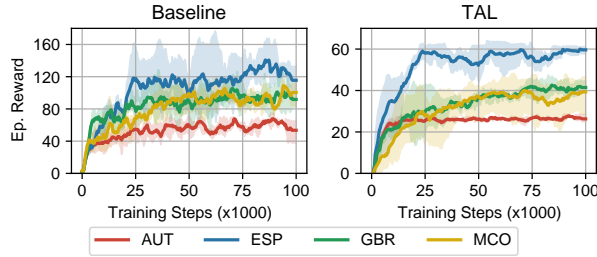 Baseline
TAL
Ep. Reward
160
120
80
40
0
60
40
20
0
0 25 50 75 100
0 25 50 75 100
Training Steps (x1000)
Training Steps (x1000)
AUT ESP GBR MCO